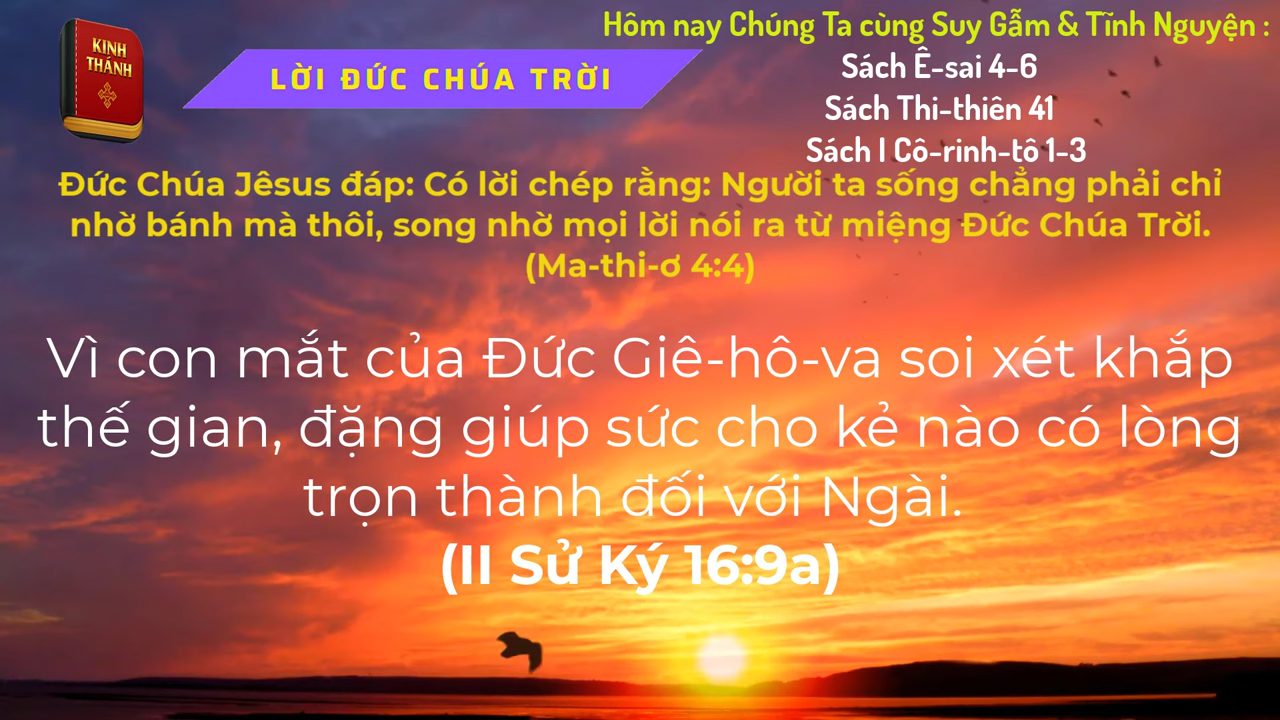 KINH
THÁNH
LỜI ĐỨC CHÚA TRỜI
Hôm nay Chúng Ta cùng Suy Gẫm & Tĩnh Nguyện :
Sách Ê-sai 4-6
Sách Thi-thiên 41
Sách I Cô-rinh-tô 1-3
Đức Chúa Jêsus đáp: Có lời chép rằng: Người ta sống chẳng phải chỉ
nhờ bánh mà thôi, song nhờ mọi lời nói ra từ miệng Đức Chúa Trời.
(Ma-thi-ơ 4:4)
Vì con mắt của Đức Giê-hô-va soi xét khắp
thế gian, đặng giúp sức cho kẻ nào có lòng
trọn thành đối với Ngài.
(II Sử Ký 16:9a)